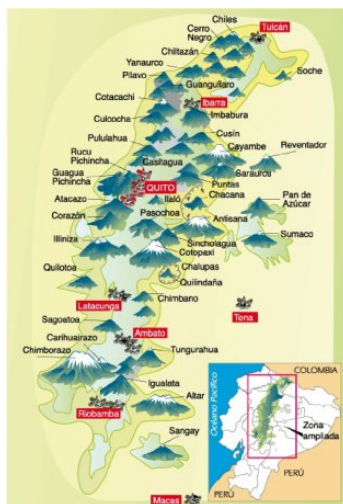 Chiles
Cerro
Negro
Tulcán
Chiltazán
Yanaurco
Soche
Pilavo
Guangullaro
Cotacachi
Ibarra
Imbabura
Cuicocha
Cusín
Pululahua
Cayambe
Reventador
Rucu
Pichincha
Casitagua
Saraurcu
Guagua
Pichincha
Puntas
QUITO
Chacana
Atacazo
Ilaló
Pan de
Azúcar
Corazón
Pasochoa
Antisana
Illiniza
Sincholagua
Sumaco
Cotopaxi
Quilotoa
Chalupas
Quilindaña
Latacunga
Chimbano
Tena
Sagoatoa
Ambato
Carihuairazo
Chimborazo
Tungurahua
Igualata
Altar
Riobamba
Sangay
Macas
COLOMBIA
Océano Pacífico
Zona
ampliada
PERÚ
PERÚ